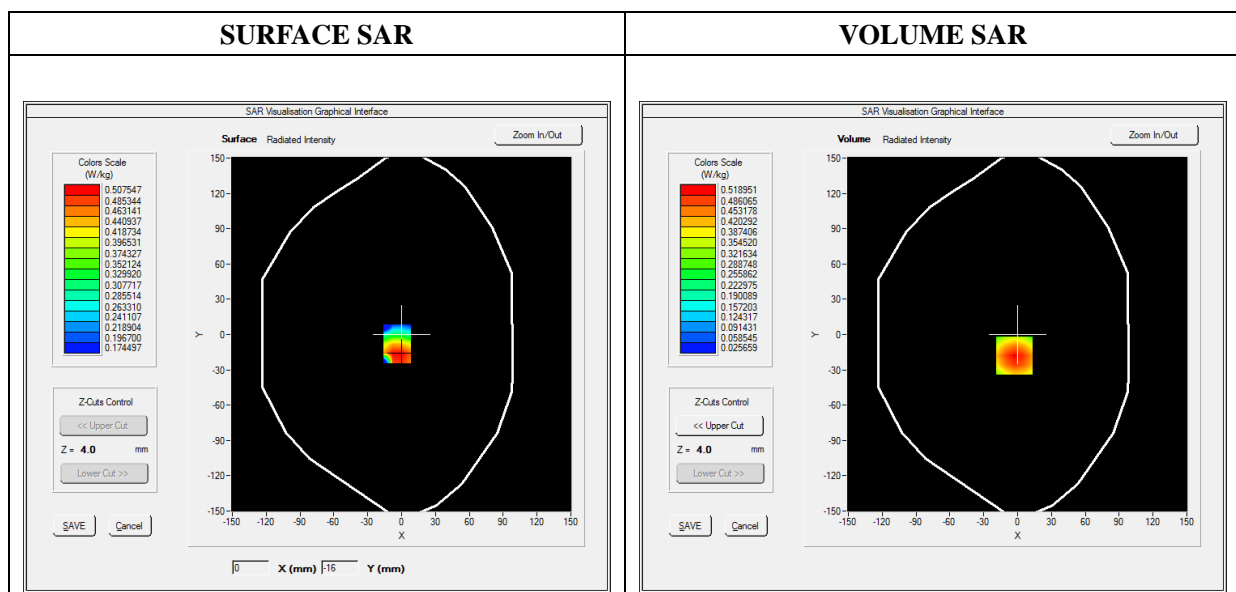 SURFACE SAR
VOLUME SAR
SAR Visualisation Graphical Interface
Surface Radiated Intensity
Zoom In/Out
Colors Scale
(W/kg)
0.507547
0.485344
0.463141
0.440937
0.418734
0.396531
0.374327
0.352124
0.329920
0.307717
0.285514
0.263310
0.241107
0.218904
0.196700
0.174497
Z-Cuts Control
<< Upper Cut
Z = 4.0 mm
Lower Cut >>
SAVE Cancel
150
120
90
60
30
Y 0
-30
-60
-90
-120
-150
-150 -120 -90 -60 -30 0 30 60 90 120 150
X
0 X (mm) -16 Y (mm)
SAR Visualisation Graphical Interface
Volume Radiated Intensity
Zoom In/Out
Colors Scale
(W/kg)
0.518951
0.486065
0.453178
0.420292
0.387406
0.354520
0.321634
0.288748
0.255862
0.222975
0.190089
0.157203
0.124317
0.091431
0.058545
0.025659
Z-Cuts Control
<< Upper Cut
Z = 4.0 mm
Lower Cut >>
SAVE Cancel
150
120
90
60
30
Y 0
-30
-60
-90
-120
-150
-150 -120 -90 -60 -30 0 30 60 90 120 150
X